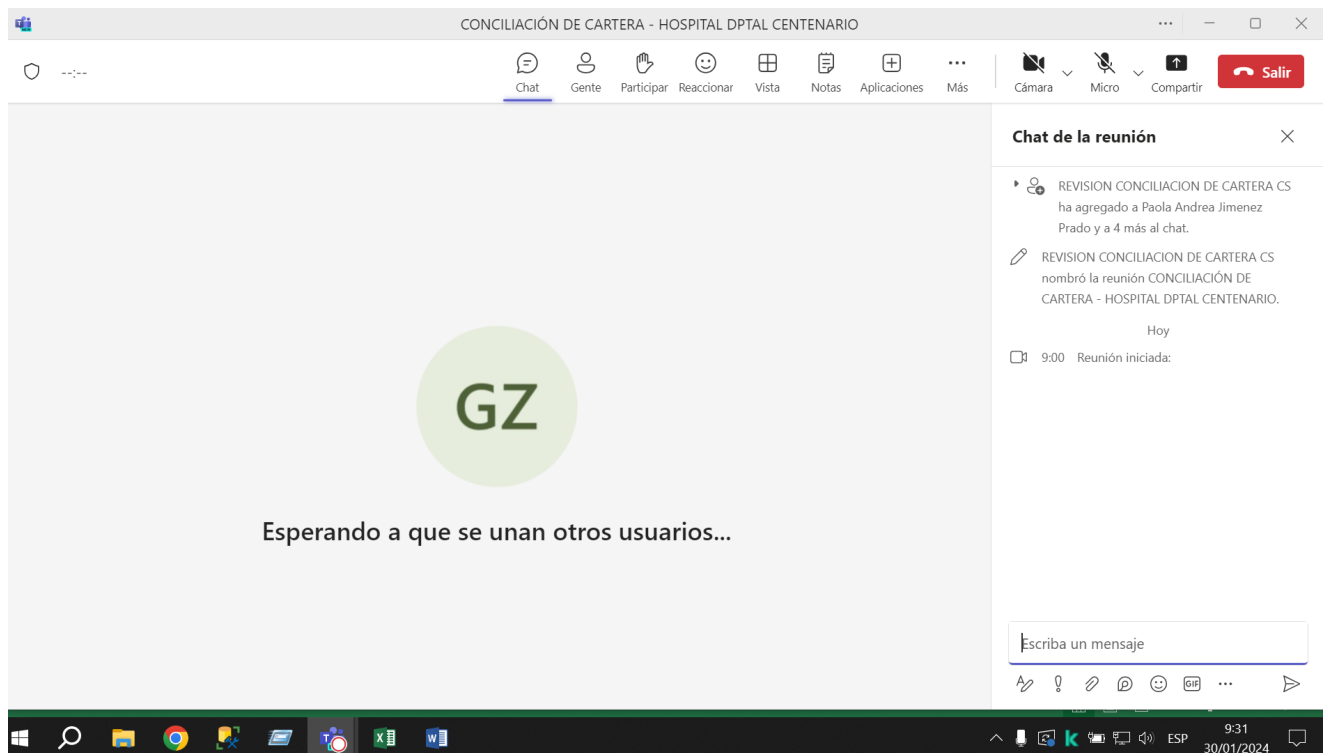 CONCILIACIÓN DE CARTERA - HOSPITAL DPTAL CENTENARIO
--:--
Chat
Gente
Participar
Reaccionar
Vista
Notas
Aplicaciones
Más
Cámara
Micro
Compartir
Salir
GZ
Esperando a que se unan otros usuarios...
Chat de la reunión
REVISION CONCILIACION DE CARTERA CS
ha agregado a Paola Andrea Jimenez
Prado y a 4 más al chat.
REVISION CONCILIACION DE CARTERA CS
nombró la reunión CONCILIACIÓN DE
CARTERA - HOSPITAL DPTAL CENTENARIO.
Hoy
9:00 Reunión iniciada:
Escriba un mensaje
GIF
ESP
9:31
30/01/2024